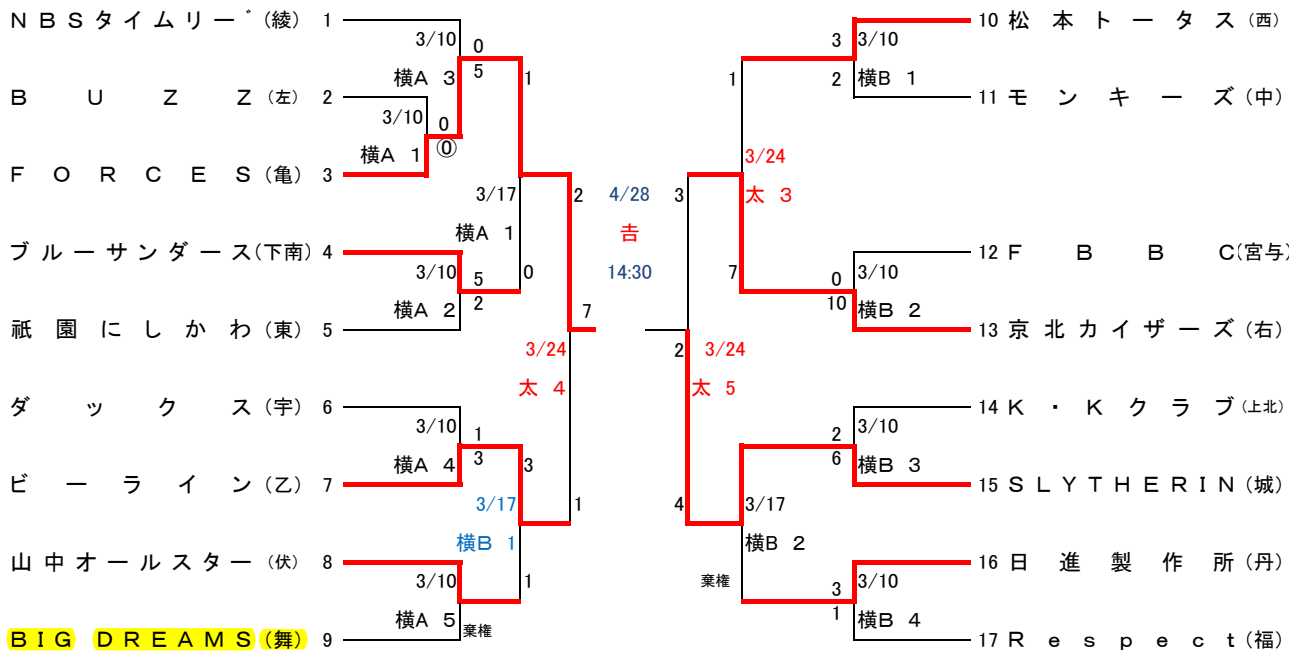 NBSタイムリーﾞ(綾) 1
3/10
0
横A 3
5
1
BUZZ(左) 2
3/10
0
横A 1
⓪
FORCES(亀) 3
3/17
2
横A 1
ブルーサンダース(下南) 4
3/10
5
0
横A 2
2
祇園にしかわ(東) 5
7
3/24
太 4
ダックス(宇) 6
3/10
1
横A 4
3
3
ビーライン(乙) 7
3/17
1
横B 1
山中オールスター(伏) 8
3/10
1
横A 5
棄権
BIG DREAMS(舞) 9
4/28
吉
14:30
10 松本トータス(西)
3
3/10
1
2
横B 1
11 モンキーズ(中)
3/24
3
太 3
12 FBBC(宮与)
7
0
3/10
10
横B 2
13 京北カイザーズ(右)
2
3/24
太 5
14 K・Kクラブ(上北)
2
3/10
6
横B 3
15 SLYTHERIN(城)
4
3/17
横B 2
16 日進製作所(丹)
棄権
3
3/10
1
横B 4
17 Respect(福)